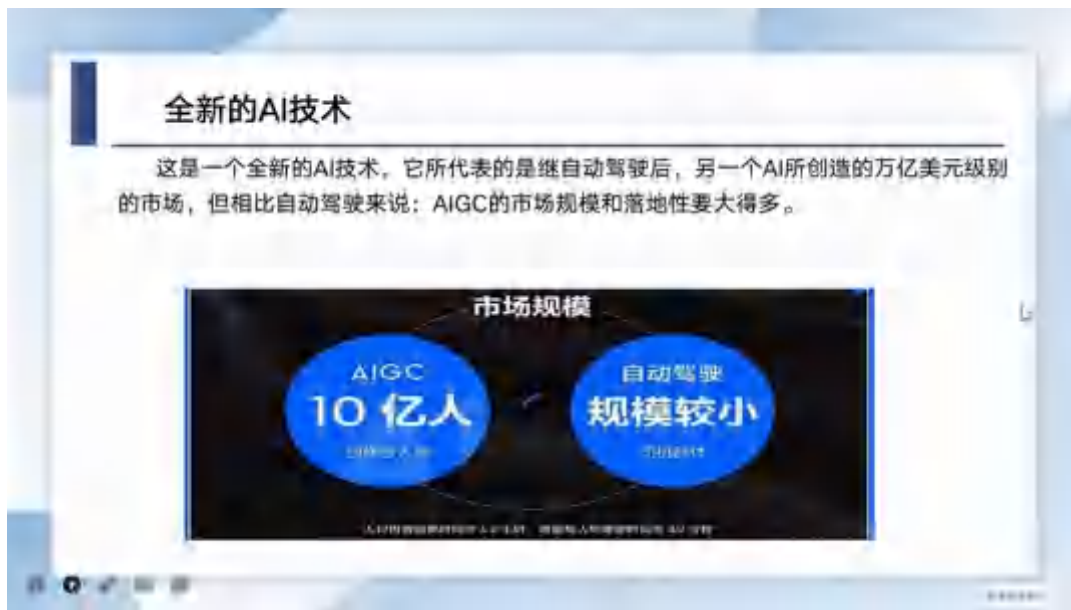 全新的AI技术
这是一个全新的AI技术，它所代表的是继自动驾驶后，另一个AI所创造的万亿美元级别
的市场，但相比自动驾驶来说：AIGC的市场规模和落地性要大得多。
市场规模
AIGC
10 亿人
自动驾驶
规模较小